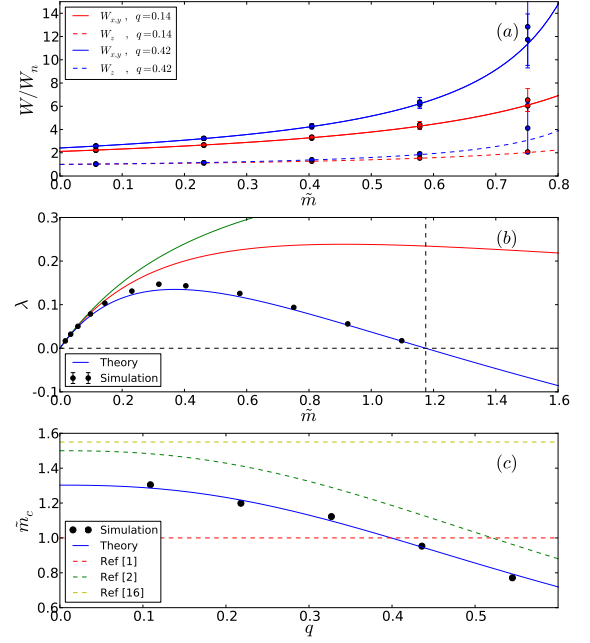 14
12
10
8
6
4
2
0
W/W_n
W_{x,y} , q=0.14
W_z , q=0.14
W_{x,y} , q=0.42
W_z , q=0.42
(a)
0.0 0.1 0.2 0.3 0.4 0.5 0.6 0.7 0.8
m̃
0.3
0.2
0.1
0.0
-0.1
λ
(b)
Theory
Simulation
0.0 0.2 0.4 0.6 0.8 1.0 1.2 1.4 1.6
m̃
1.6
1.4
1.2
1.0
0.8
0.6
m̃_c
(c)
Simulation
Theory
Ref [1]
Ref [2]
Ref [16]
0.0 0.1 0.2 0.3 0.4 0.5
q